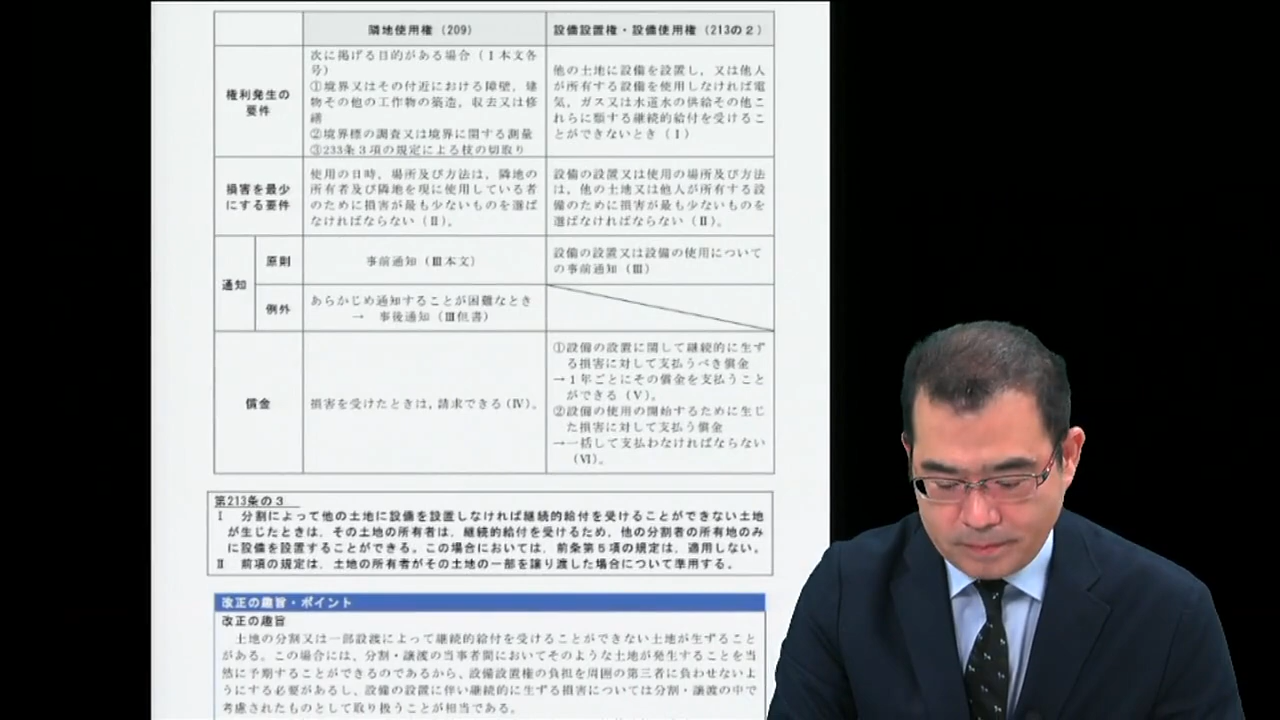 隣地使用権（209）
設備設置権・設備使用権（213の２）
権利発生の
要件
次に掲げる目的がある場合（Ⅰ本文各
号）
①境界又はその付近における障壁，建
物その他の工作物の築造，収去又は修
繕
②境界標の調査又は境界に関する測量
③233条３項の規定による枝の切取り
他の土地に設備を設置し，又は他人
が所有する設備を使用しなければ電
気，ガス又は水道水の供給その他こ
れらに類する継続的給付を受けるこ
とができないとき（Ⅰ）
損害を最少
にする要件
使用の日時，場所及び方法は，隣地の
所有者及び隣地を現に使用している者
のために損害が最も少ないものを選ば
なければならない（Ⅱ）。
設備の設置又は使用の場所及び方法
は，他の土地又は他人が所有する設
備のために損害が最も少ないものを
選ばなければならない（Ⅱ）。
通知
原則
事前通知（Ⅲ本文）
設備の設置又は設備の使用について
の事前通知（Ⅲ）
例外
あらかじめ通知することが困難なとき
→ 事後通知（Ⅲ但書）
償金
損害を受けたときは，請求できる（Ⅳ）。
①設備の設置に関して継続的に生ず
る損害に対して支払うべき償金
→１年ごとにその償金を支払うこと
ができる（Ⅴ）。
②設備の使用の開始するために生じ
た損害に対して支払う償金
→一括して支払わなければならない
（Ⅵ）。
第213条の３
Ⅰ 分割によって他の土地に設備を設置しなければ継続的給付を受けることができない土地
が生じたときは，その土地の所有者は，継続的給付を受けるため，他の分割者の所有地のみ
に設備を設置することができる。この場合においては，前条第５項の規定は，適用しない。
Ⅱ 前項の規定は，土地の所有者がその土地の一部を譲り渡した場合について準用する。
改正の趣旨・ポイント
改正の趣旨
土地の分割又は一部譲渡によって継続的給付を受けることができない土地が生ずること
がある。この場合には，分割・譲渡の当事者間においてそのような土地が発生することを当
然に予期することができるのであるから，設備設置権の負担を周囲の第三者に負わせないよ
うにする必要があるし，設備の設置に伴い継続的に生ずる損害については分割・譲渡の中で
考慮されたものとして取り扱うことが相当である。